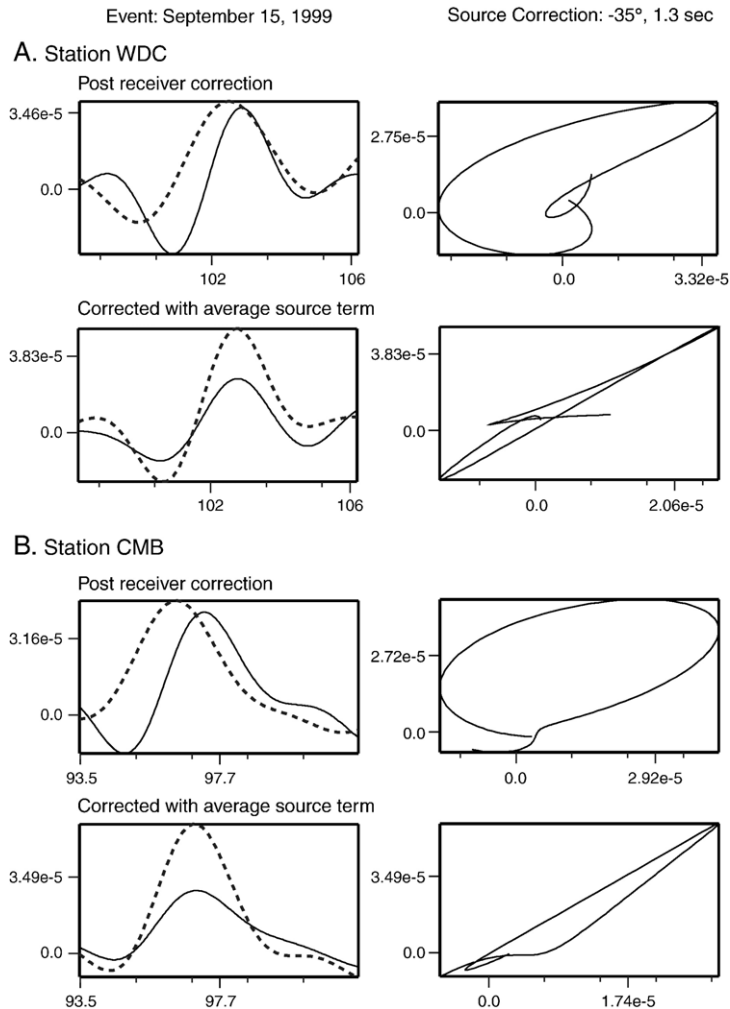 Event: September 15, 1999
Source Correction: -35°, 1.3 sec
A. Station WDC
Post receiver correction
3.46e-5
0.0
102
106
2.75e-5
0.0
0.0
3.32e-5
Corrected with average source term
3.83e-5
0.0
102
106
3.83e-5
0.0
0.0
2.06e-5
B. Station CMB
Post receiver correction
3.16e-5
0.0
93.5
97.7
2.72e-5
0.0
0.0
2.92e-5
Corrected with average source term
3.49e-5
0.0
93.5
97.7
3.49e-5
0.0
0.0
1.74e-5